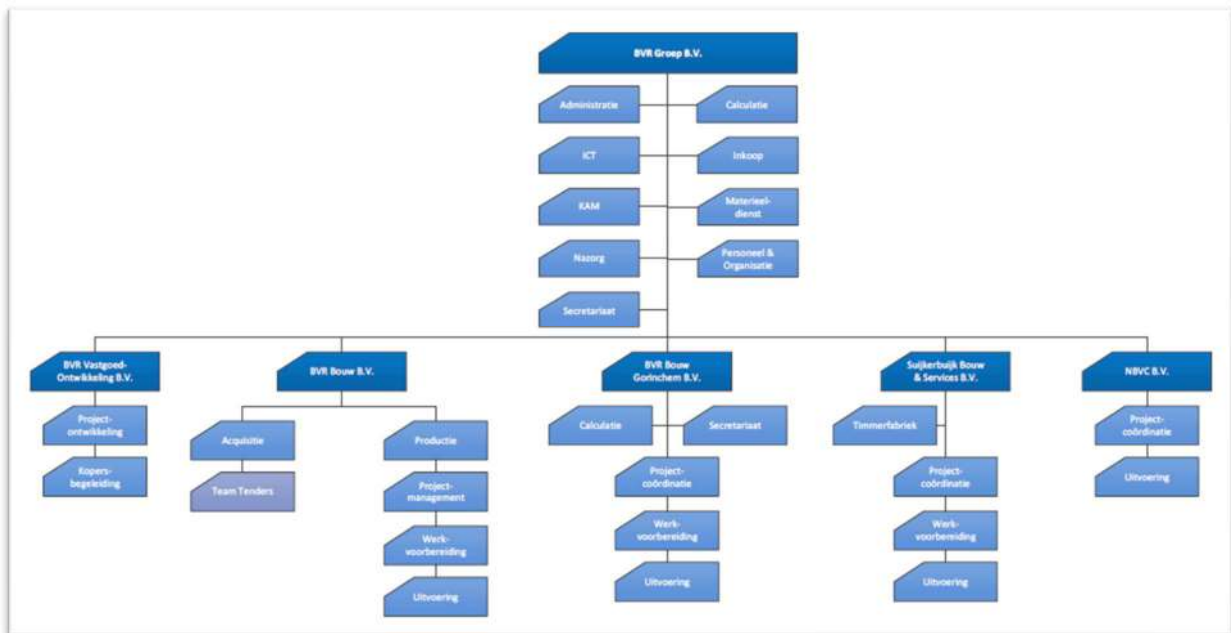 BVR Groep B.V.
Administratie
Calculatie
ICT
Inkoop
KAM
Materieel-
dienst
Nazorg
Personeel &
Organisatie
Secretariaat
BVR Vastgoed-
Ontwikkeling B.V.
BVR Bouw B.V.
BVR Bouw
Gorinchem B.V.
Suijkerbuijk Bouw
& Services B.V.
NBVC B.V.
Project-
ontwikkeling
Kopers-
begeleiding
Acquisitie
Team Tenders
Productie
Project-
management
Werk-
voorbereiding
Uitvoering
Calculatie
Secretariaat
Project-
coördinatie
Werk-
voorbereiding
Uitvoering
Timmerfabriek
Project-
coördinatie
Werk-
voorbereiding
Uitvoering
Project-
coördinatie
Uitvoering